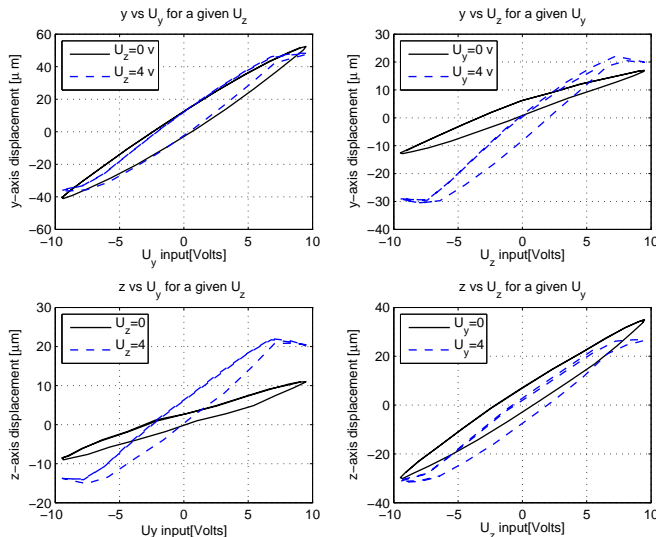 y vs U_y for a given U_z
60
40
20
0
−20
−40
−60
−10
−5
0
5
10
U_y input[Volts]
y-axis displacement [μ m]
U_z=0 v
U_z=4 v
y vs U_z for a given U_y
30
20
10
0
−10
−20
−30
−10
−5
0
5
10
U_z input[Volts]
y-axis displacement [μ m]
U_y=0 v
U_y=4 v
z vs U_y for a given U_z
30
20
10
0
−10
−20
−10
−5
0
5
10
Uy input[Volts]
z-axis displacement [μm]
U_z=0
U_z=4
z vs U_z for a given U_y
40
20
0
−20
−40
−10
−5
0
5
10
U_z input[Volts]
z-axis displacement [μm]
U_y=0
U_y=4